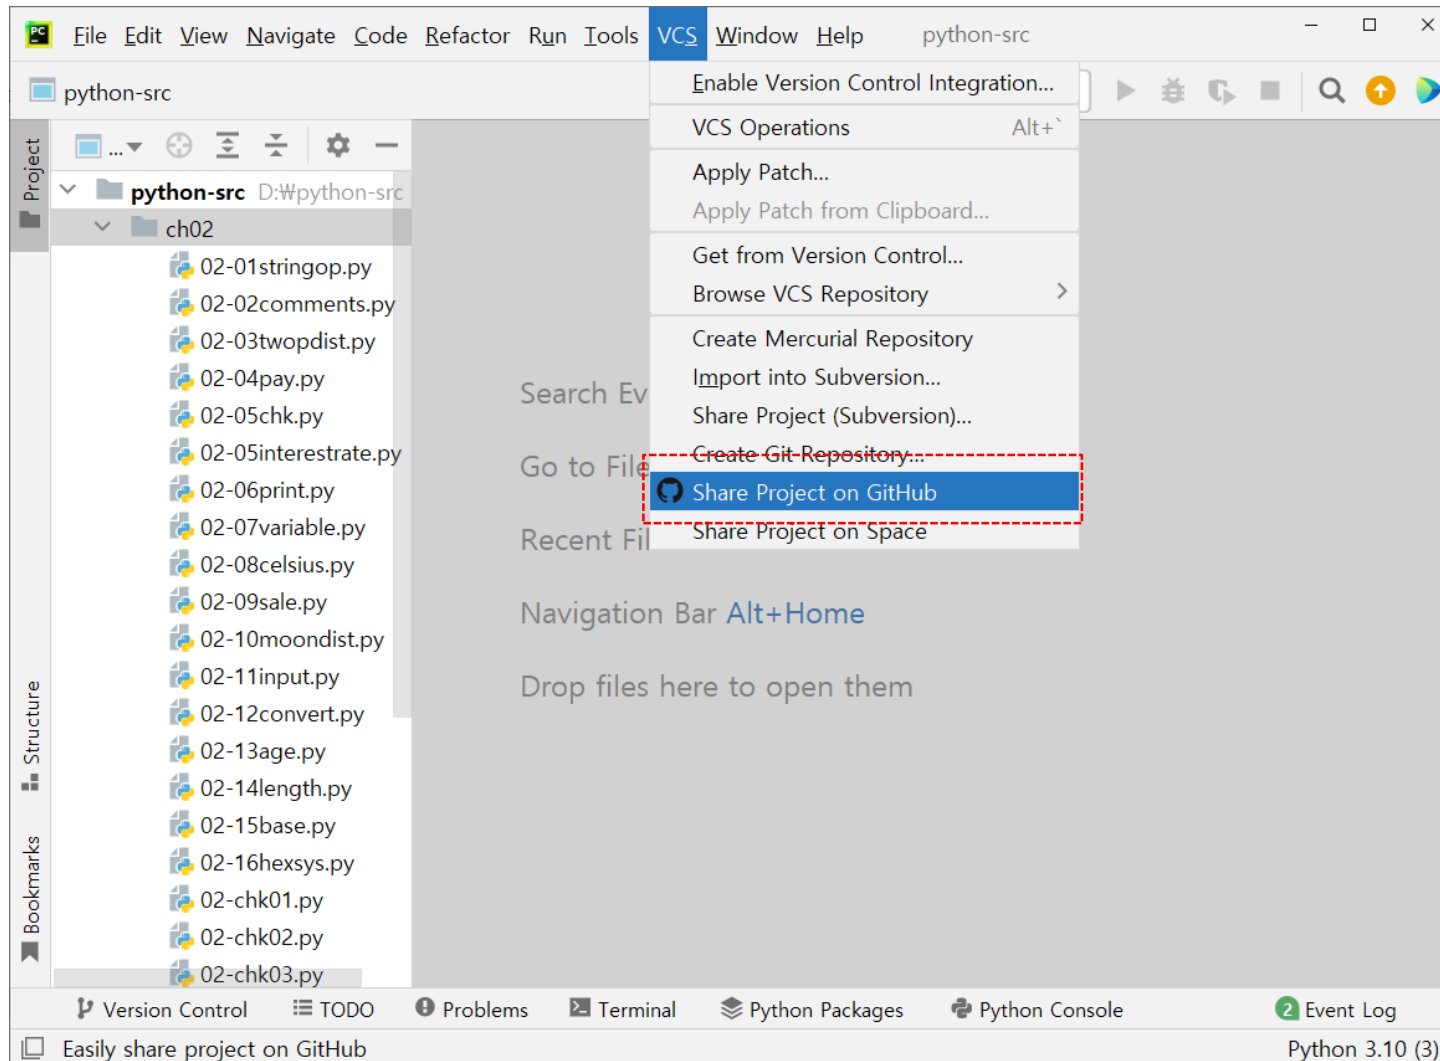 PC File Edit View Navigate Code Refactor Run Tools VCS Window Help python-src
python-src
Enable Version Control Integration...
VCS Operations Alt+`
Apply Patch...
Apply Patch from Clipboard...
Get from Version Control...
Browse VCS Repository
Create Mercurial Repository
Import into Subversion...
Share Project (Subversion)...
Create Git Repository...
Share Project on GitHub
Share Project on Space
Project
...
python-src D:₩python-src
ch02
02-01stringop.py
02-02comments.py
02-03twopdist.py
02-04pay.py
02-05chk.py
02-05interestrate.py
02-06print.py
02-07variable.py
02-08celsius.py
02-09sale.py
02-10moondist.py
02-11input.py
02-12convert.py
02-13age.py
02-14length.py
02-15base.py
02-16hexsys.py
02-chk01.py
02-chk02.py
02-chk03.py
Structure
Bookmarks
Search Ev
Go to File
Recent Fil
Navigation Bar Alt+Home
Drop files here to open them
Version Control TODO Problems Terminal Python Packages Python Console 2 Event Log
Easily share project on GitHub Python 3.10 (3)